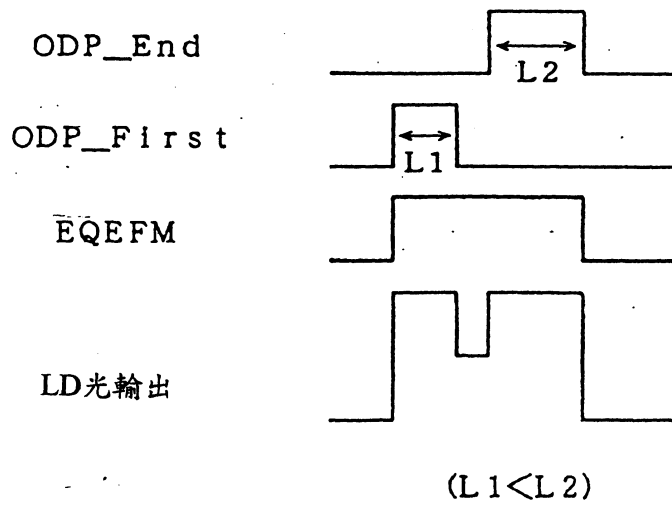 ODP_End
L2
ODP_First
L1
EQEFM
LD光輸出
(L1<L2)